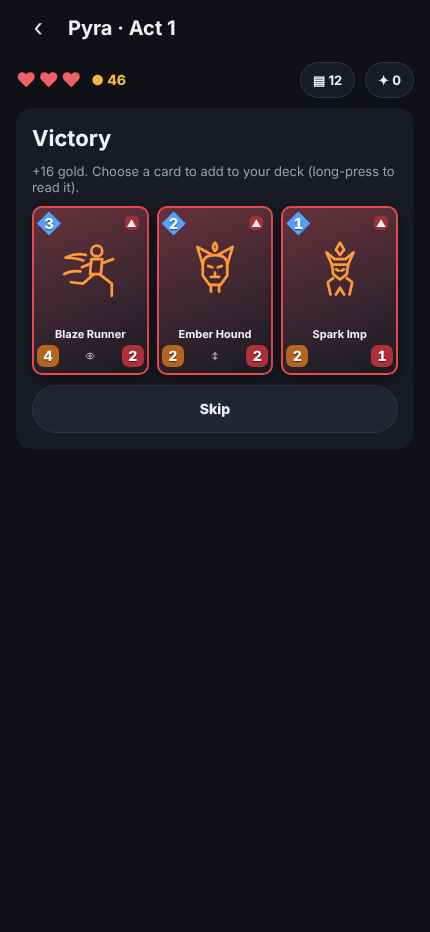 Pyra · Act 1
46
12
0
Victory
+16 gold. Choose a card to add to your deck (long-press to
read it).
3
2
1
Blaze Runner
Ember Hound
Spark Imp
4
2
2
2
2
1
Skip